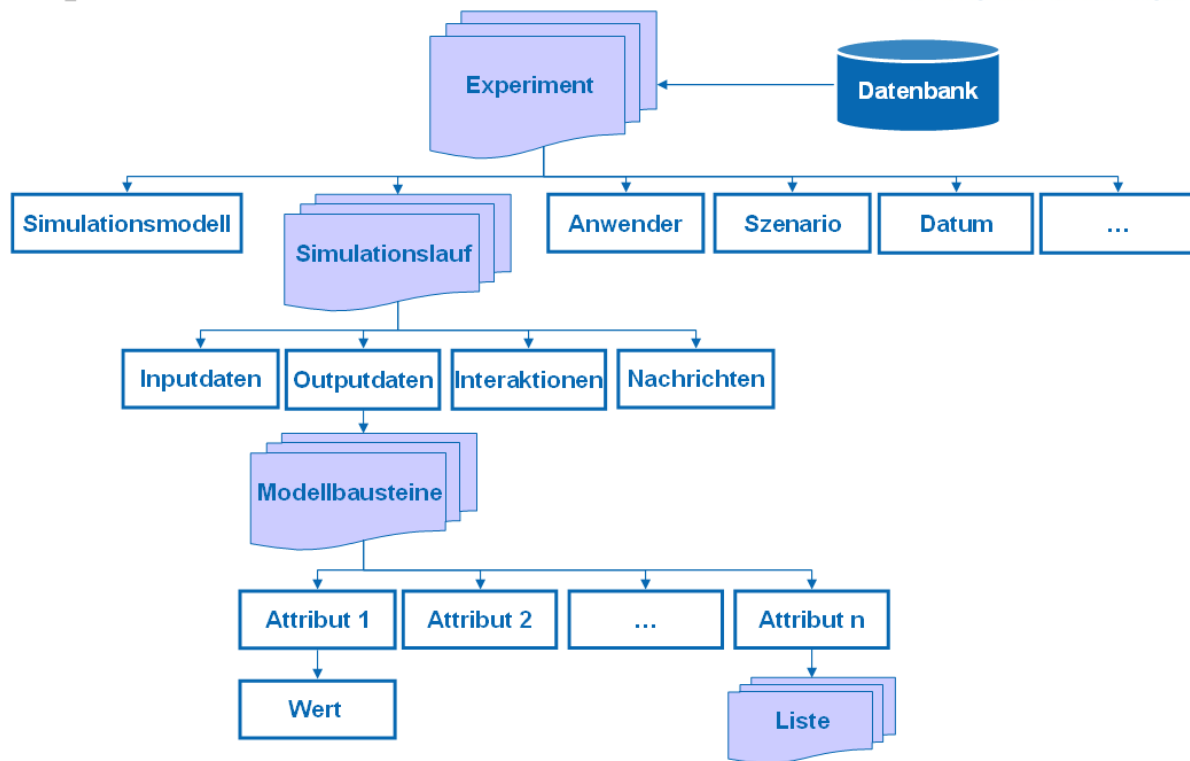 Experiment
Datenbank
Simulationsmodell
Simulationslauf
Anwender
Szenario
Datum
...
Inputdaten
Outputdaten
Interaktionen
Nachrichten
Modellbausteine
Attribut 1
Attribut 2
...
Attribut n
Wert
Liste